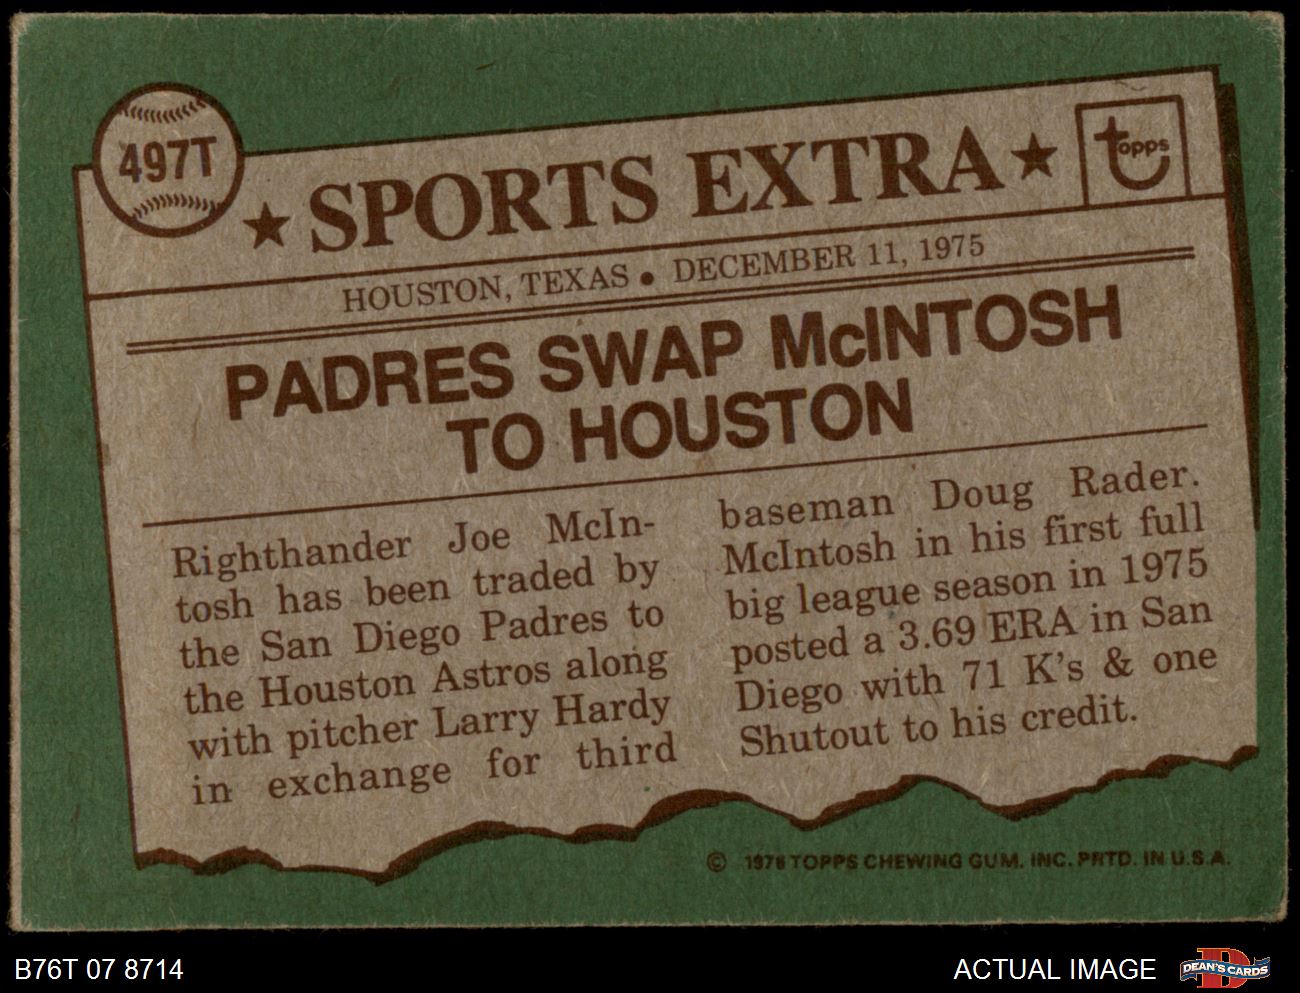 497T
★ SPORTS EXTRA ★
topps
HOUSTON, TEXAS • DECEMBER 11, 1975
PADRES SWAP McINTOSH
TO HOUSTON
Righthander Joe McIn-
tosh has been traded by
the San Diego Padres to
the Houston Astros along
with pitcher Larry Hardy
in exchange for third
baseman Doug Rader.
McIntosh in his first full
big league season in 1975
posted a 3.69 ERA in San
Diego with 71 K's & one
Shutout to his credit.
© 1976 TOPPS CHEWING GUM, INC. PRTD. IN U.S.A.
B76T 07 8714
ACTUAL IMAGE
DEAN'S CARDS